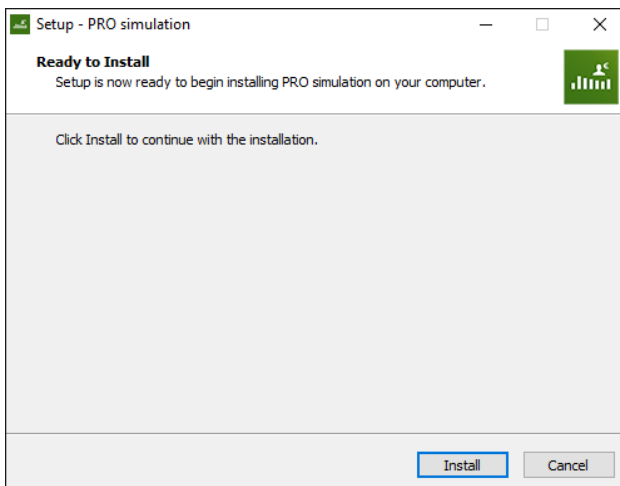 Setup - PRO simulation
Ready to Install
Setup is now ready to begin installing PRO simulation on your computer.
Click Install to continue with the installation.
Install
Cancel